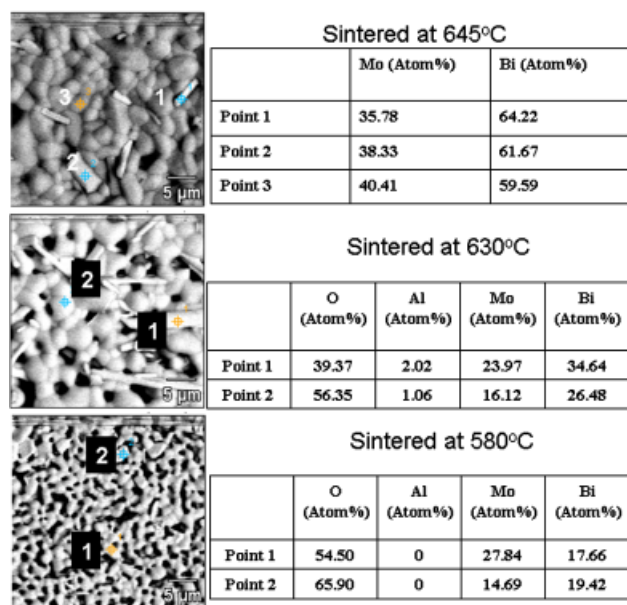 Sintered at 645°C
Mo (Atom%) Bi (Atom%)
Point 1 35.78 64.22
Point 2 38.33 61.67
Point 3 40.41 59.59
3 1
2
5 µm
Sintered at 630°C
O (Atom%) Al (Atom%) Mo (Atom%) Bi (Atom%)
Point 1 39.37 2.02 23.97 34.64
Point 2 56.35 1.06 16.12 26.48
2
1
5 µm
Sintered at 580°C
O (Atom%) Al (Atom%) Mo (Atom%) Bi (Atom%)
Point 1 54.50 0 27.84 17.66
Point 2 65.90 0 14.69 19.42
2
1
5 µm